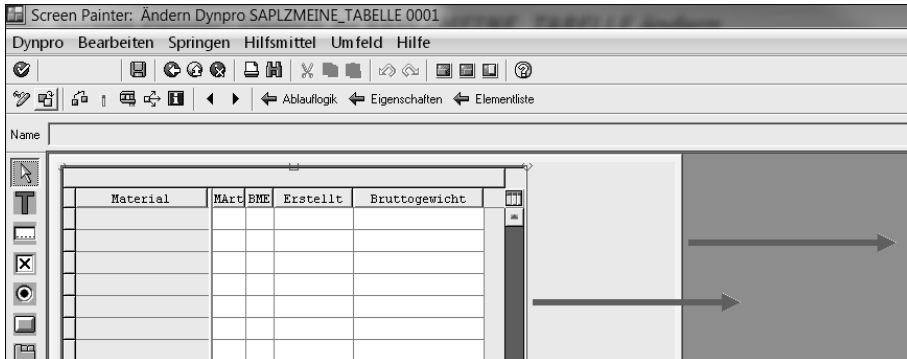 Screen Painter: Ändern Dynpro SAPLZMEINE_TABELLE 0001
Dynpro Bearbeiten Springen Hilfsmittel Umfeld Hilfe
Ablauflogik Eigenschaften Elementliste
Name
Material MArt BME Erstellt Bruttogewicht